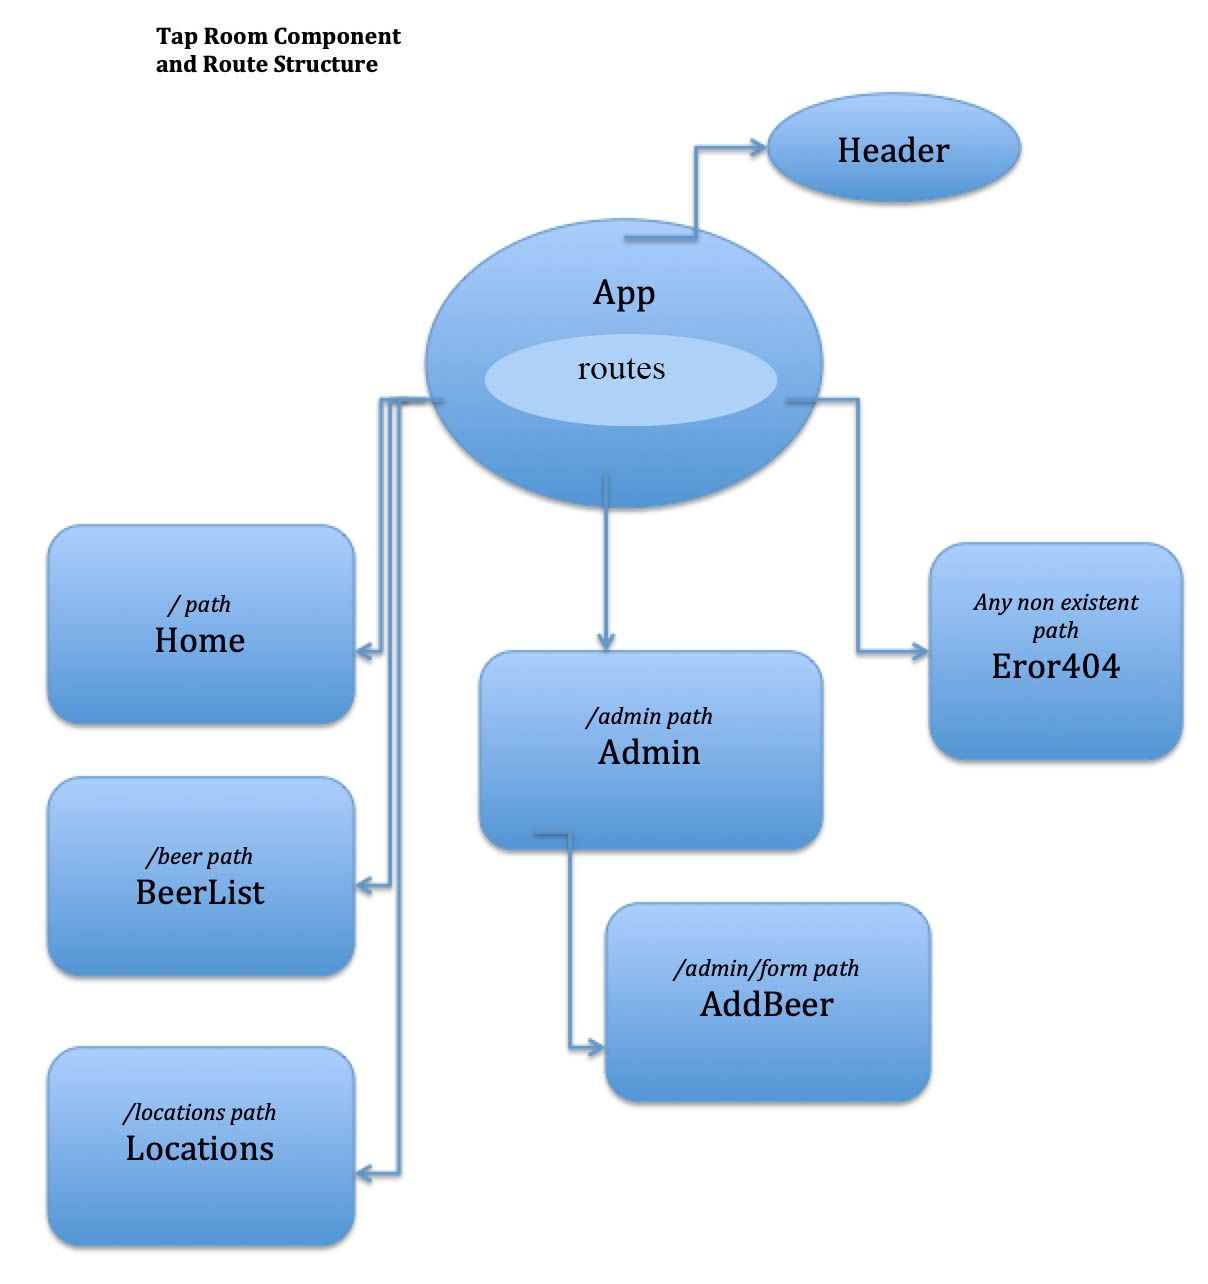 Tap Room Component
and Route Structure
Header
App
routes
/ path
Home
Any non existent
path
Eror404
/admin path
Admin
/beer path
BeerList
/admin/form path
AddBeer
/locations path
Locations